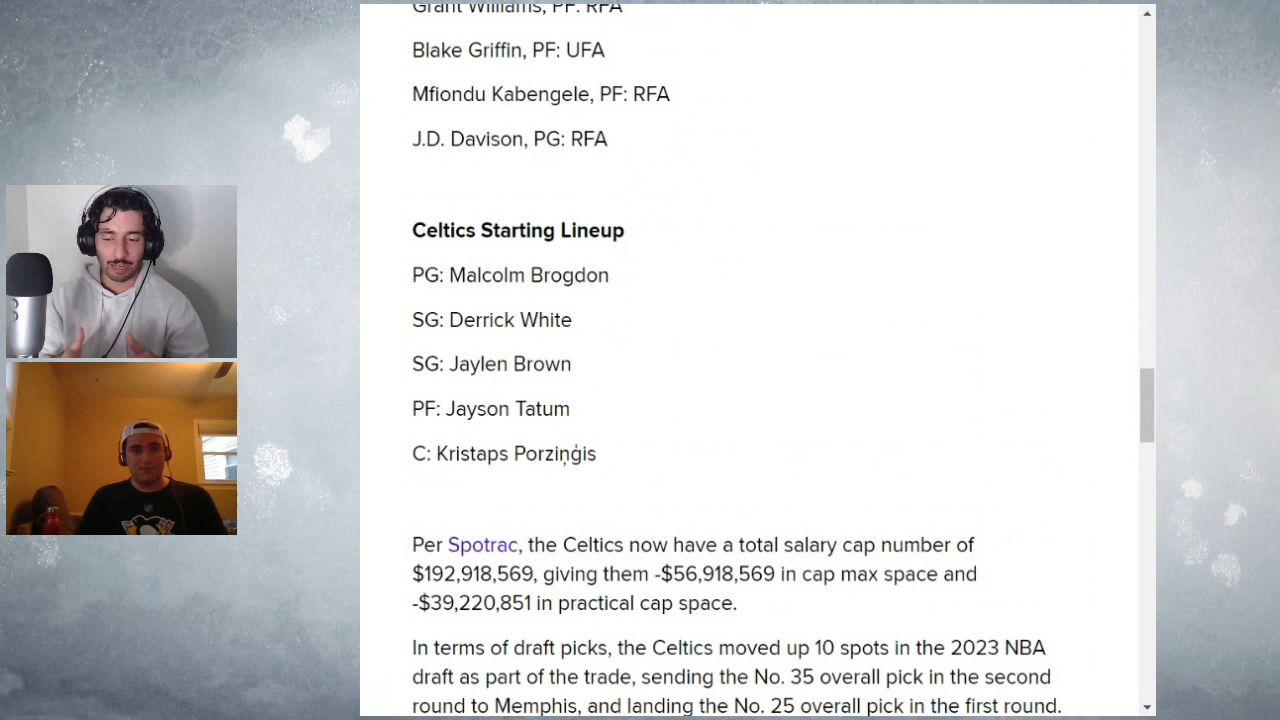 Grant Williams, PF: RFA
Blake Griffin, PF: UFA
Mfiondu Kabengele, PF: RFA
J.D. Davison, PG: RFA
Celtics Starting Lineup
PG: Malcolm Brogdon
SG: Derrick White
SG: Jaylen Brown
PF: Jayson Tatum
C: Kristaps Porziņģis
Per Spotrac, the Celtics now have a total salary cap number of
$192,918,569, giving them -$56,918,569 in cap max space and
-$39,220,851 in practical cap space.
In terms of draft picks, the Celtics moved up 10 spots in the 2023 NBA
draft as part of the trade, sending the No. 35 overall pick in the second
round to Memphis, and landing the No. 25 overall pick in the first round.